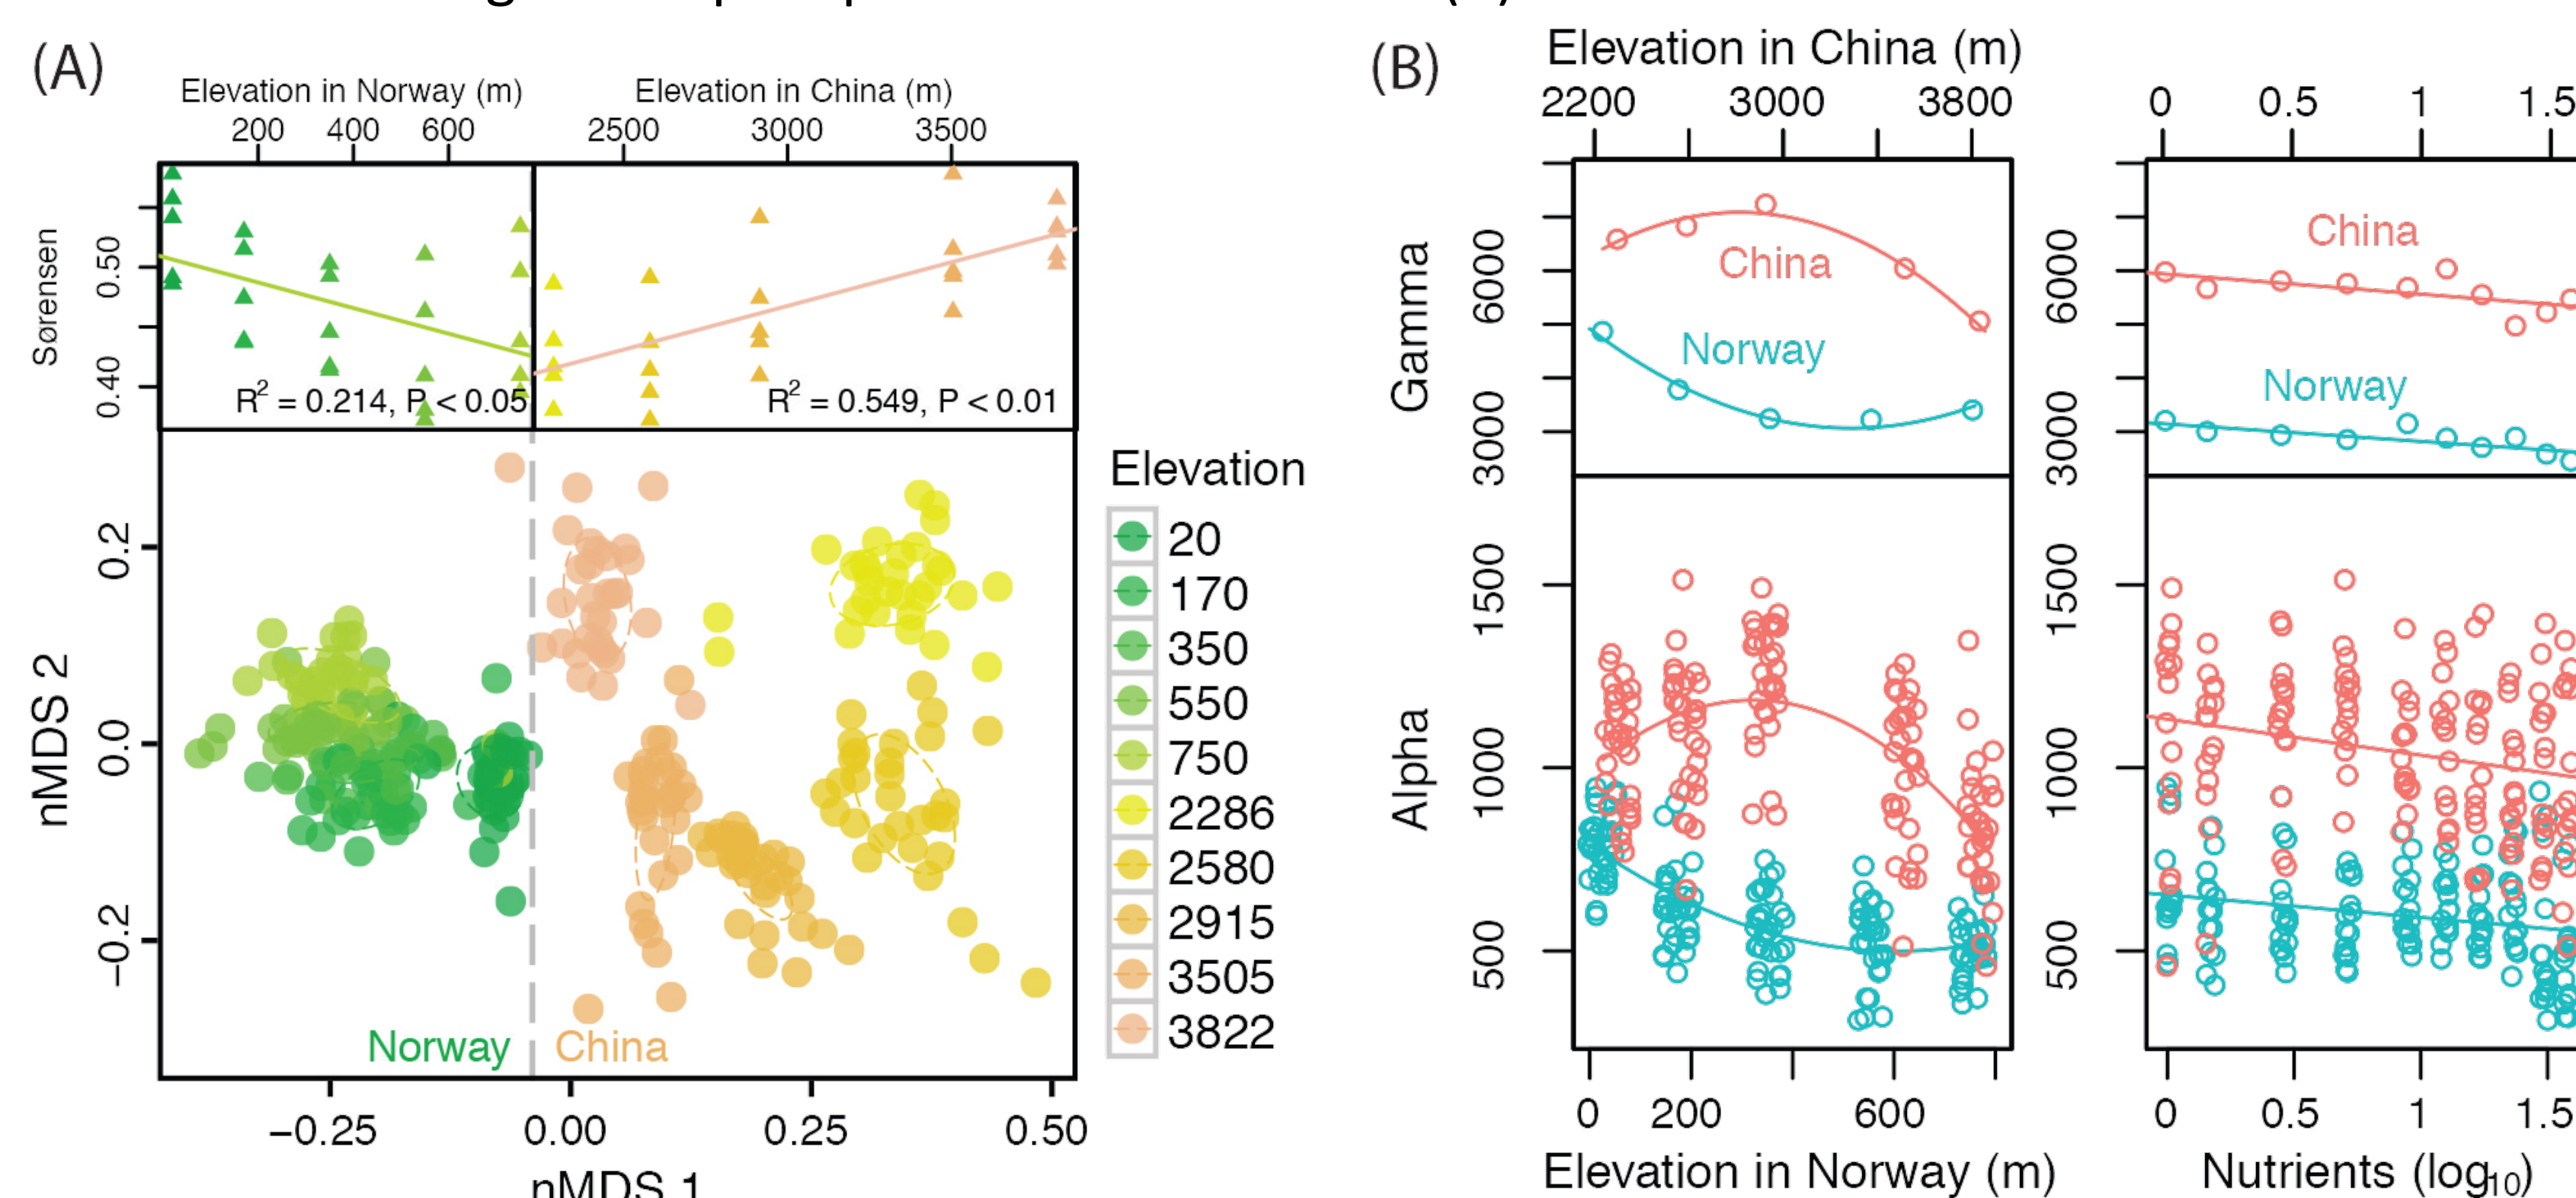 (A)
Elevation in Norway (m)
Elevation in China (m)
200 400 600
2500 3000 3500
Sørensen
0.50
0.40
R² = 0.214, P < 0.05
R² = 0.549, P < 0.01
nMDS 2
0.2
0.0
−0.2
Norway
China
−0.25 0.00 0.25 0.50
nMDS 1
Elevation
20
170
350
550
750
2286
2580
2915
3505
3822
(B)
Elevation in China (m)
2200 3000 3800
Gamma
6000
3000
China
Norway
Alpha
1500
1000
500
0 200 600
Elevation in Norway (m)
0 0.5 1 1.5
6000
3000
China
Norway
1500
1000
500
0 0.5 1 1.5
Nutrients (log₁₀)